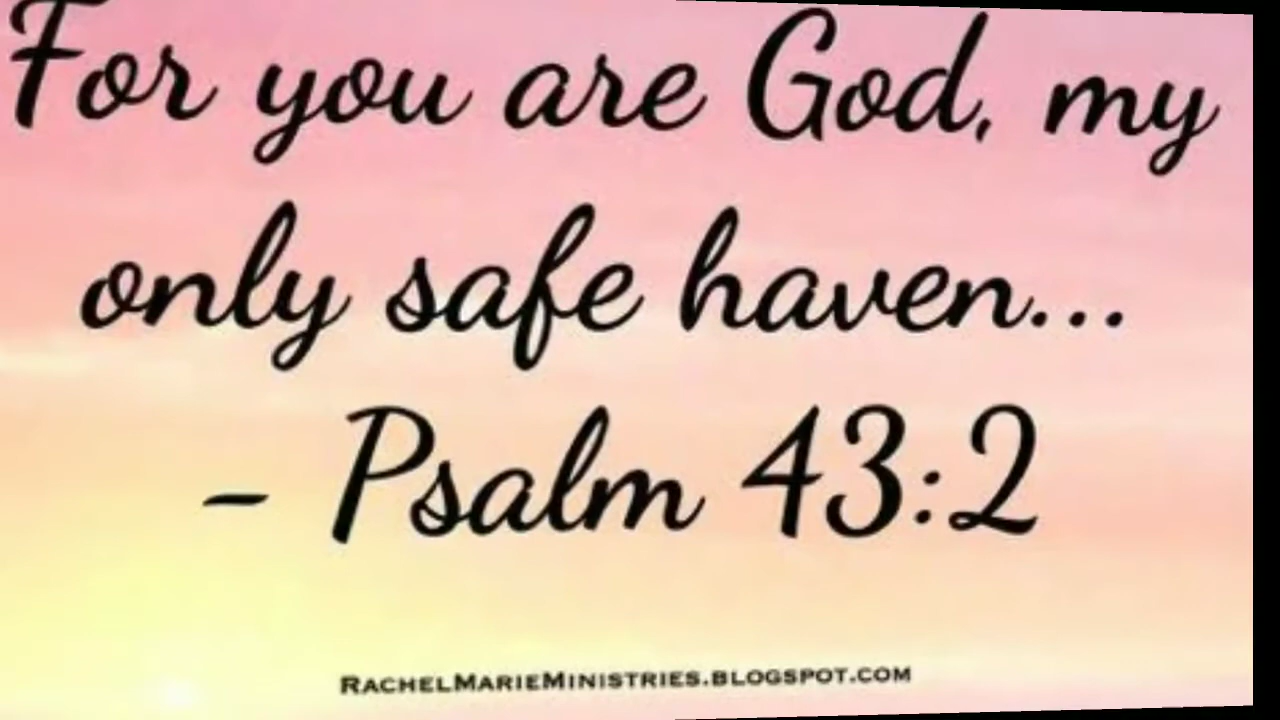 For you are God, my
only safe haven...
- Psalm 43:2
RACHELMARIEMINISTRIES.BLOGSPOT.COM